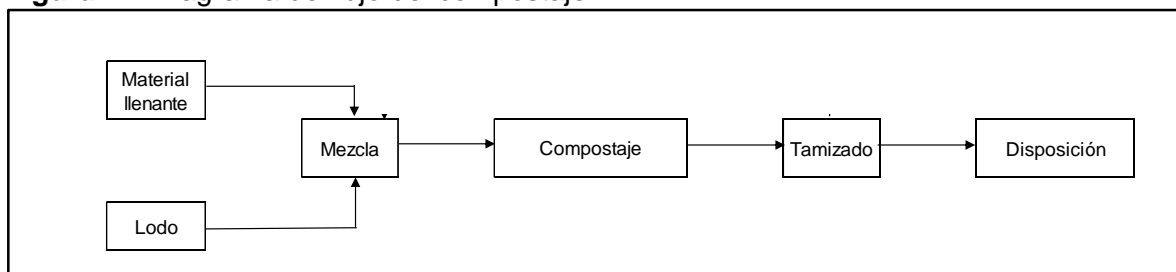 Material
llenante
Mezcla
Compostaje
Tamizado
Disposición
Lodo